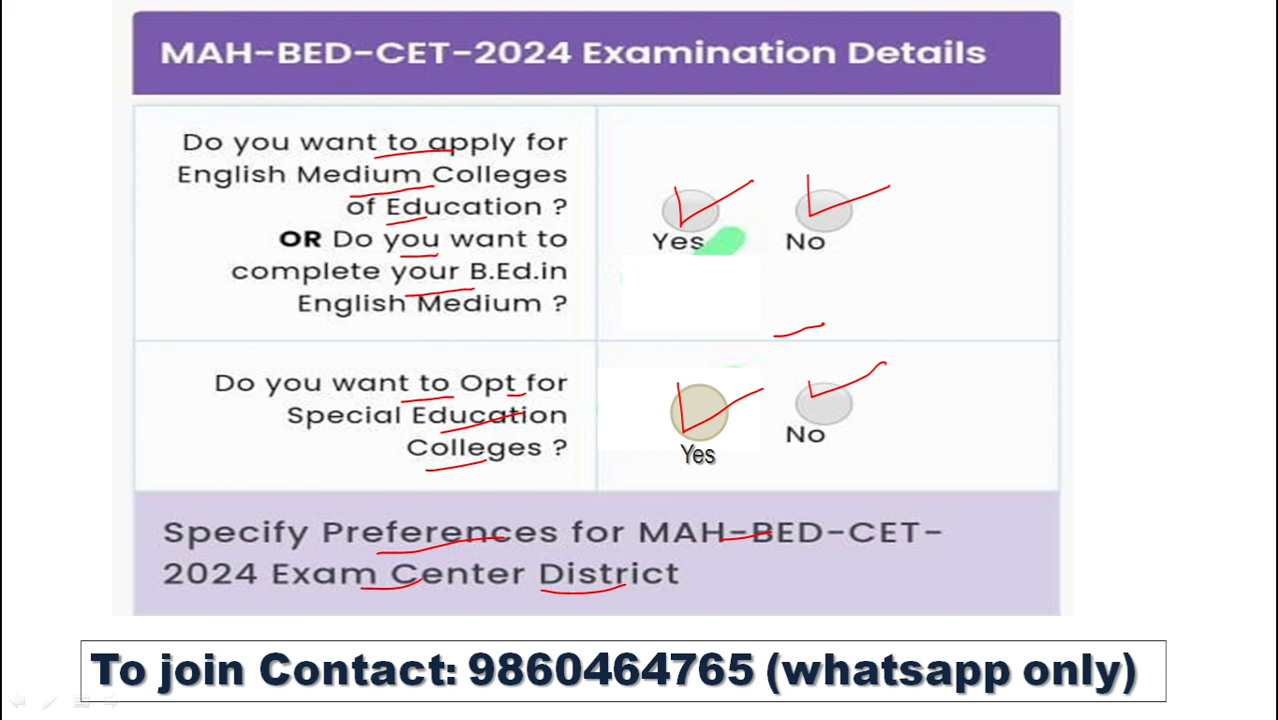 MAH-BED-CET-2024 Examination Details
Do you want to apply for
English Medium Colleges
of Education ?
OR Do you want to
complete your B.Ed.in
English Medium ?
Yes No
Do you want to Opt for
Special Education
Colleges ?
Yes No
Specify Preferences for MAH-BED-CET-
2024 Exam Center District
To join Contact: 9860464765 (whatsapp only)